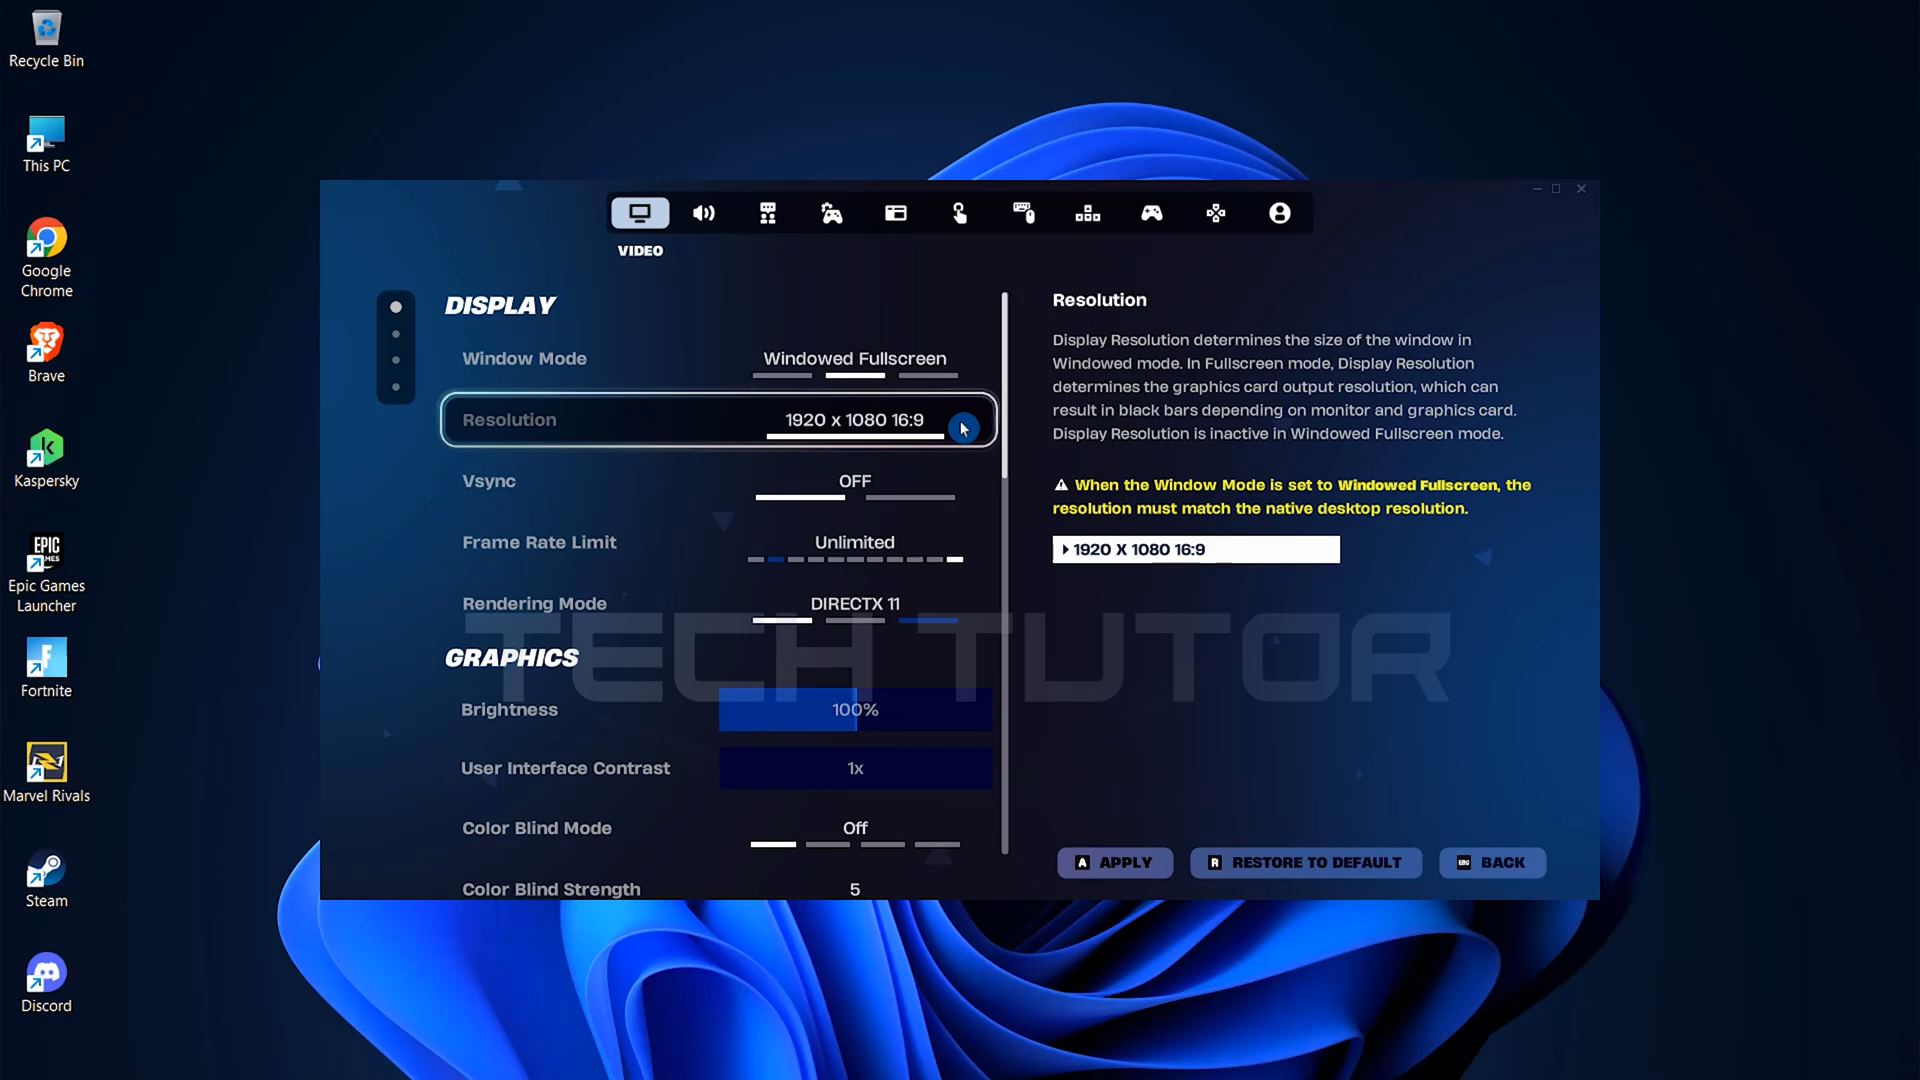 Recycle Bin
This PC
Google
Chrome
Brave
Kaspersky
EPIC
GAMES
Epic Games
Launcher
Fortnite
Marvel Rivals
Steam
Discord
VIDEO
DISPLAY
Window Mode
Windowed Fullscreen
Resolution
1920 x 1080 16:9
Vsync
OFF
Frame Rate Limit
Unlimited
Rendering Mode
DIRECTX 11
GRAPHICS
Brightness
100%
User Interface Contrast
1x
Color Blind Mode
Off
Color Blind Strength
5
Resolution
Display Resolution determines the size of the window in
Windowed mode. In Fullscreen mode, Display Resolution
determines the graphics card output resolution, which can
result in black bars depending on monitor and graphics card.
Display Resolution is inactive in Windowed Fullscreen mode.
When the Window Mode is set to Windowed Fullscreen, the
resolution must match the native desktop resolution.
1920 X 1080 16:9
TECH TUTOR
A APPLY
R RESTORE TO DEFAULT
ESC BACK